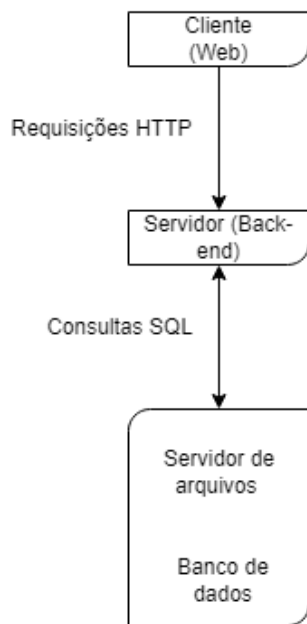 Cliente
(Web)
Requisições HTTP
Servidor (Back-
end)
Consultas SQL
Servidor de
arquivos
Banco de
dados